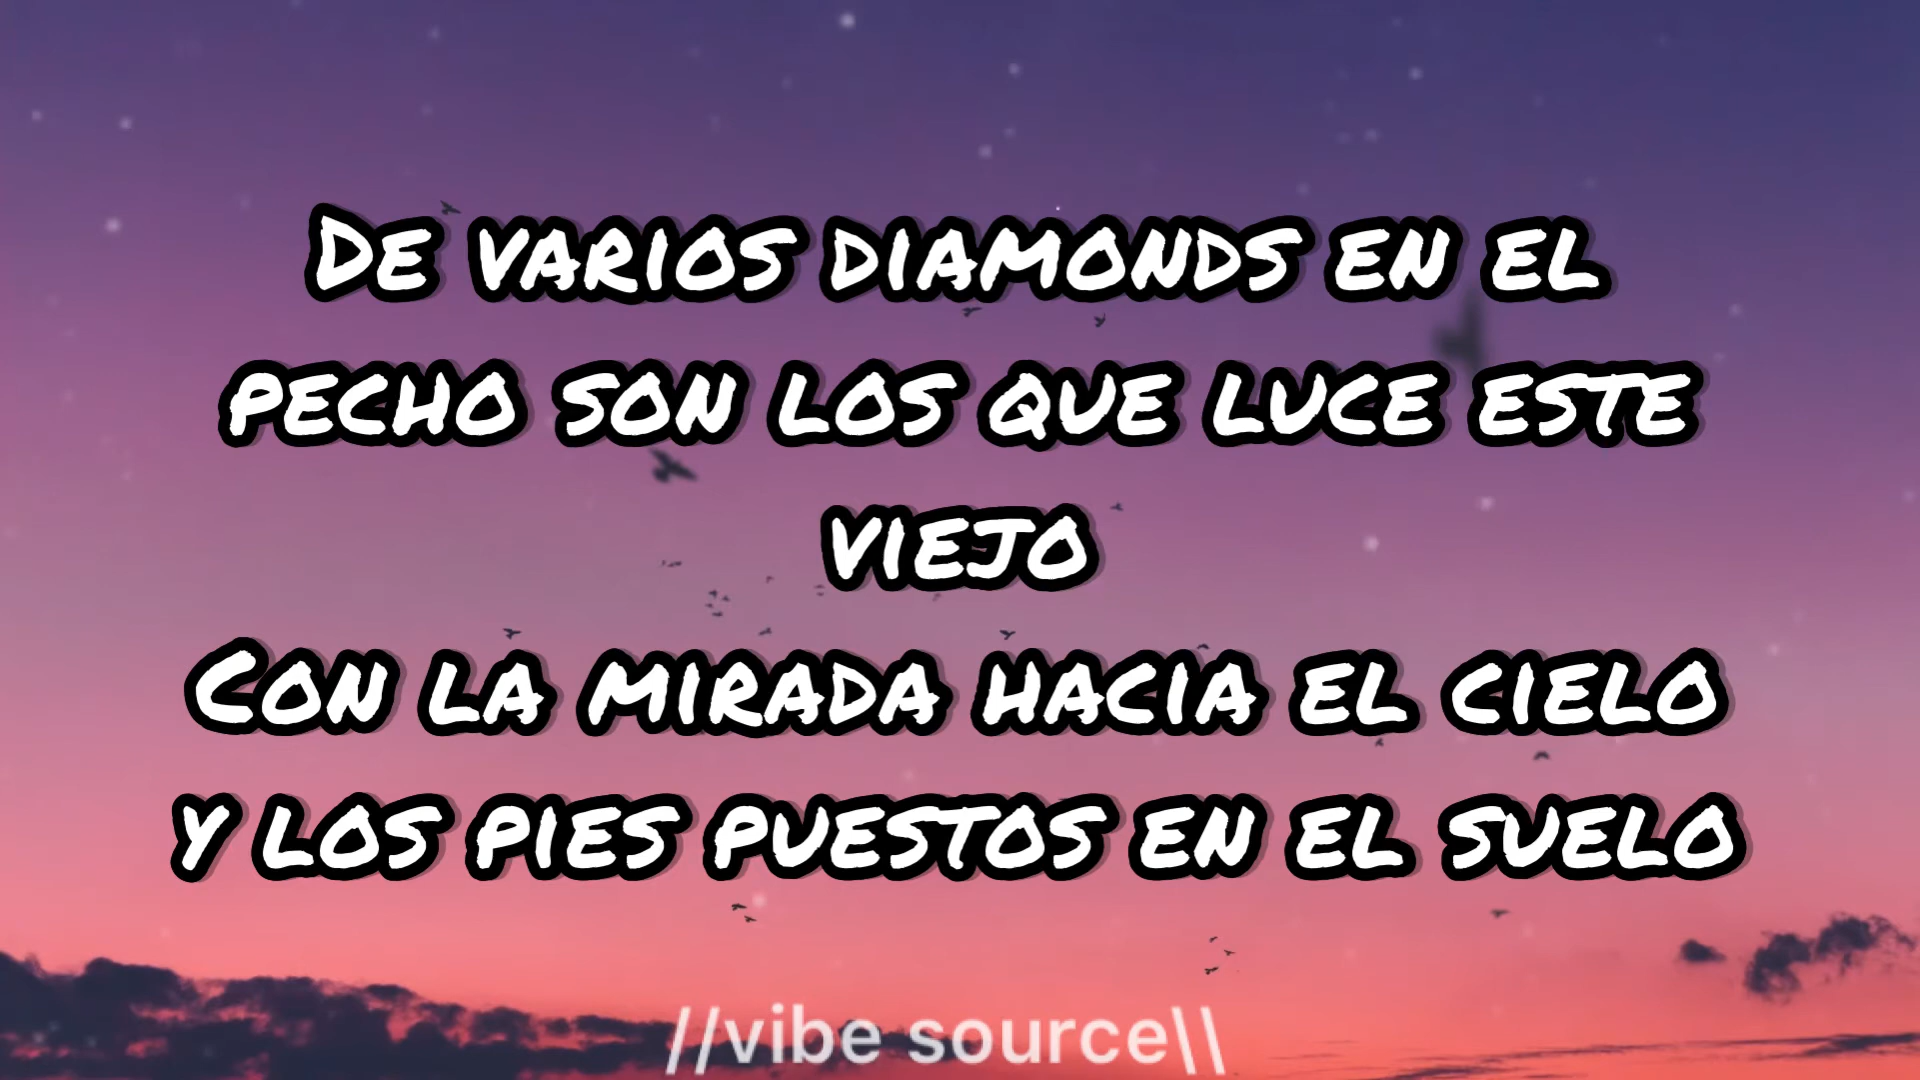 De varios diamonds en el
pecho son los que luce este
viejo
Con la mirada hacia el cielo
y los pies puestos en el suelo
//vibe source\\